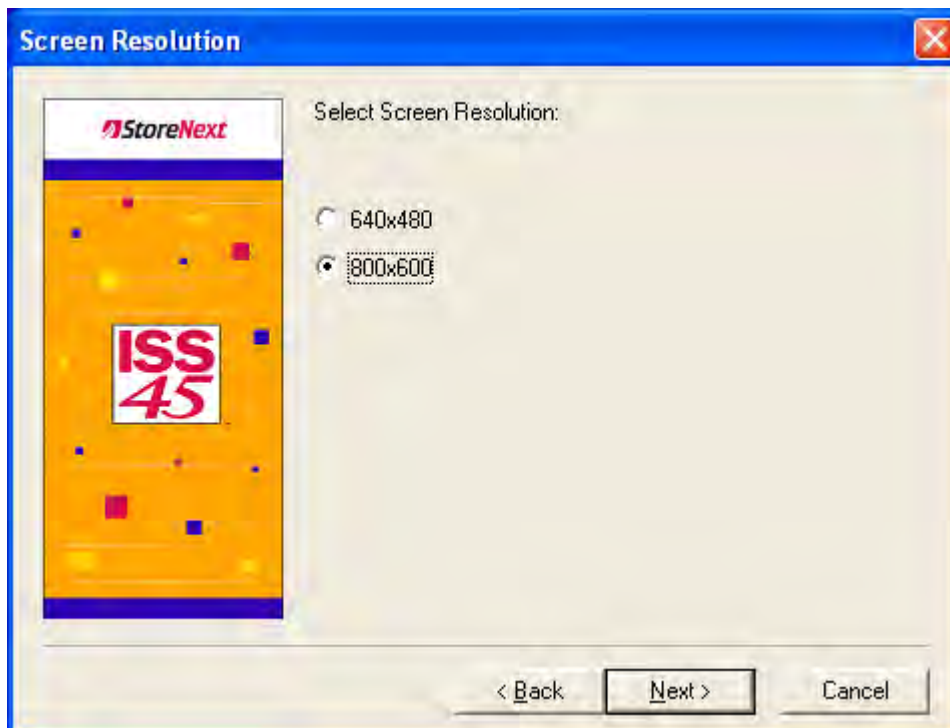 Screen Resolution
StoreNext
Select Screen Resolution:
640x480
800x600
ISS
45
< Back
Next >
Cancel